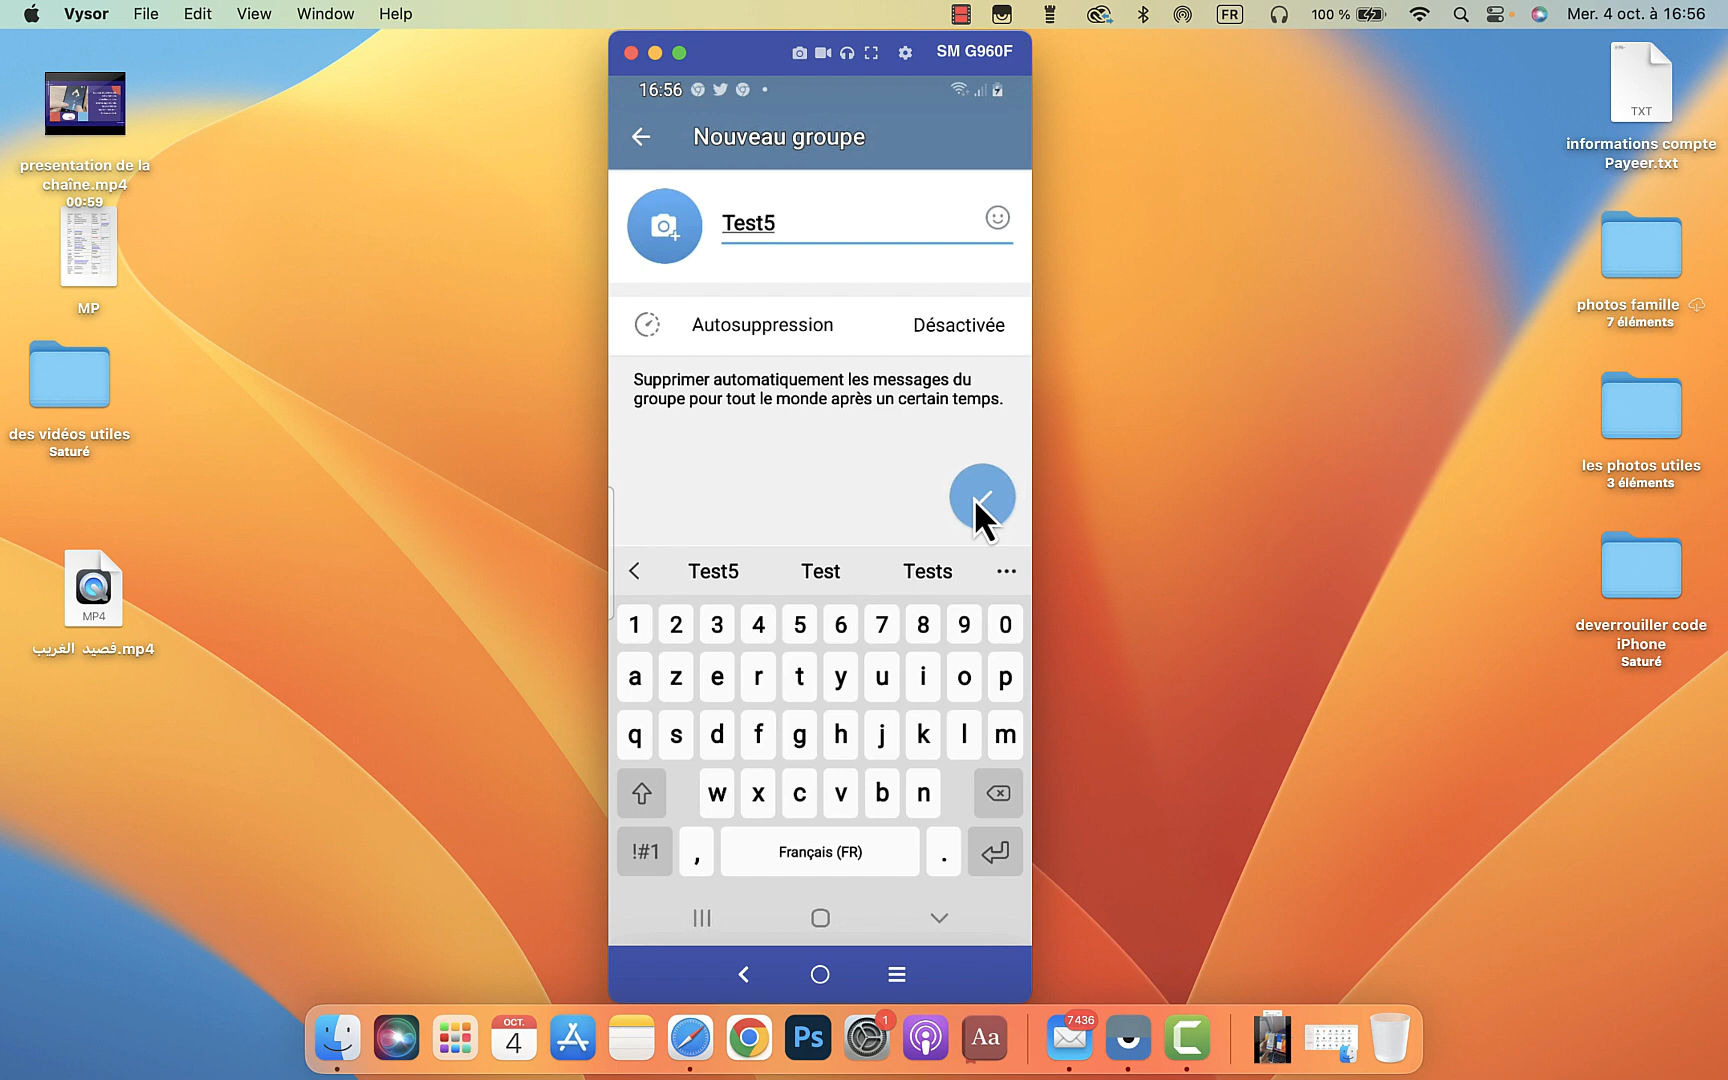 Vysor File Edit View Window Help
FR 100 % Mer. 4 oct. à 16:56
presentation de la
chaîne.mp4
00:59
MP
des vidéos utiles
Saturé
MP4
قصيد الغريب.mp4
SM G960F
16:56
Nouveau groupe
Test5
Autosuppression Désactivée
Supprimer automatiquement les messages du
groupe pour tout le monde après un certain temps.
Test5 Test Tests
1 2 3 4 5 6 7 8 9 0
a z e r t y u i o p
q s d f g h j k l m
w x c v b n
!#1 , Français (FR) .
TXT
informations compte
Payeer.txt
photos famille
7 éléments
les photos utiles
3 éléments
deverrouiller code
iPhone
Saturé
OCT.
4
Ps
1
Aa
7436